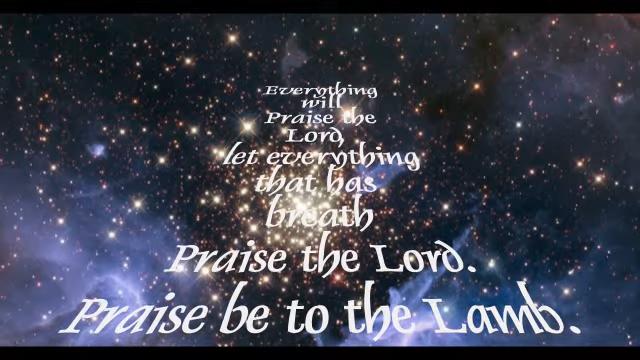 Everything
will
Praise the
Lord,
let everything
that has
breath
Praise the Lord.
Praise be to the Lamb.